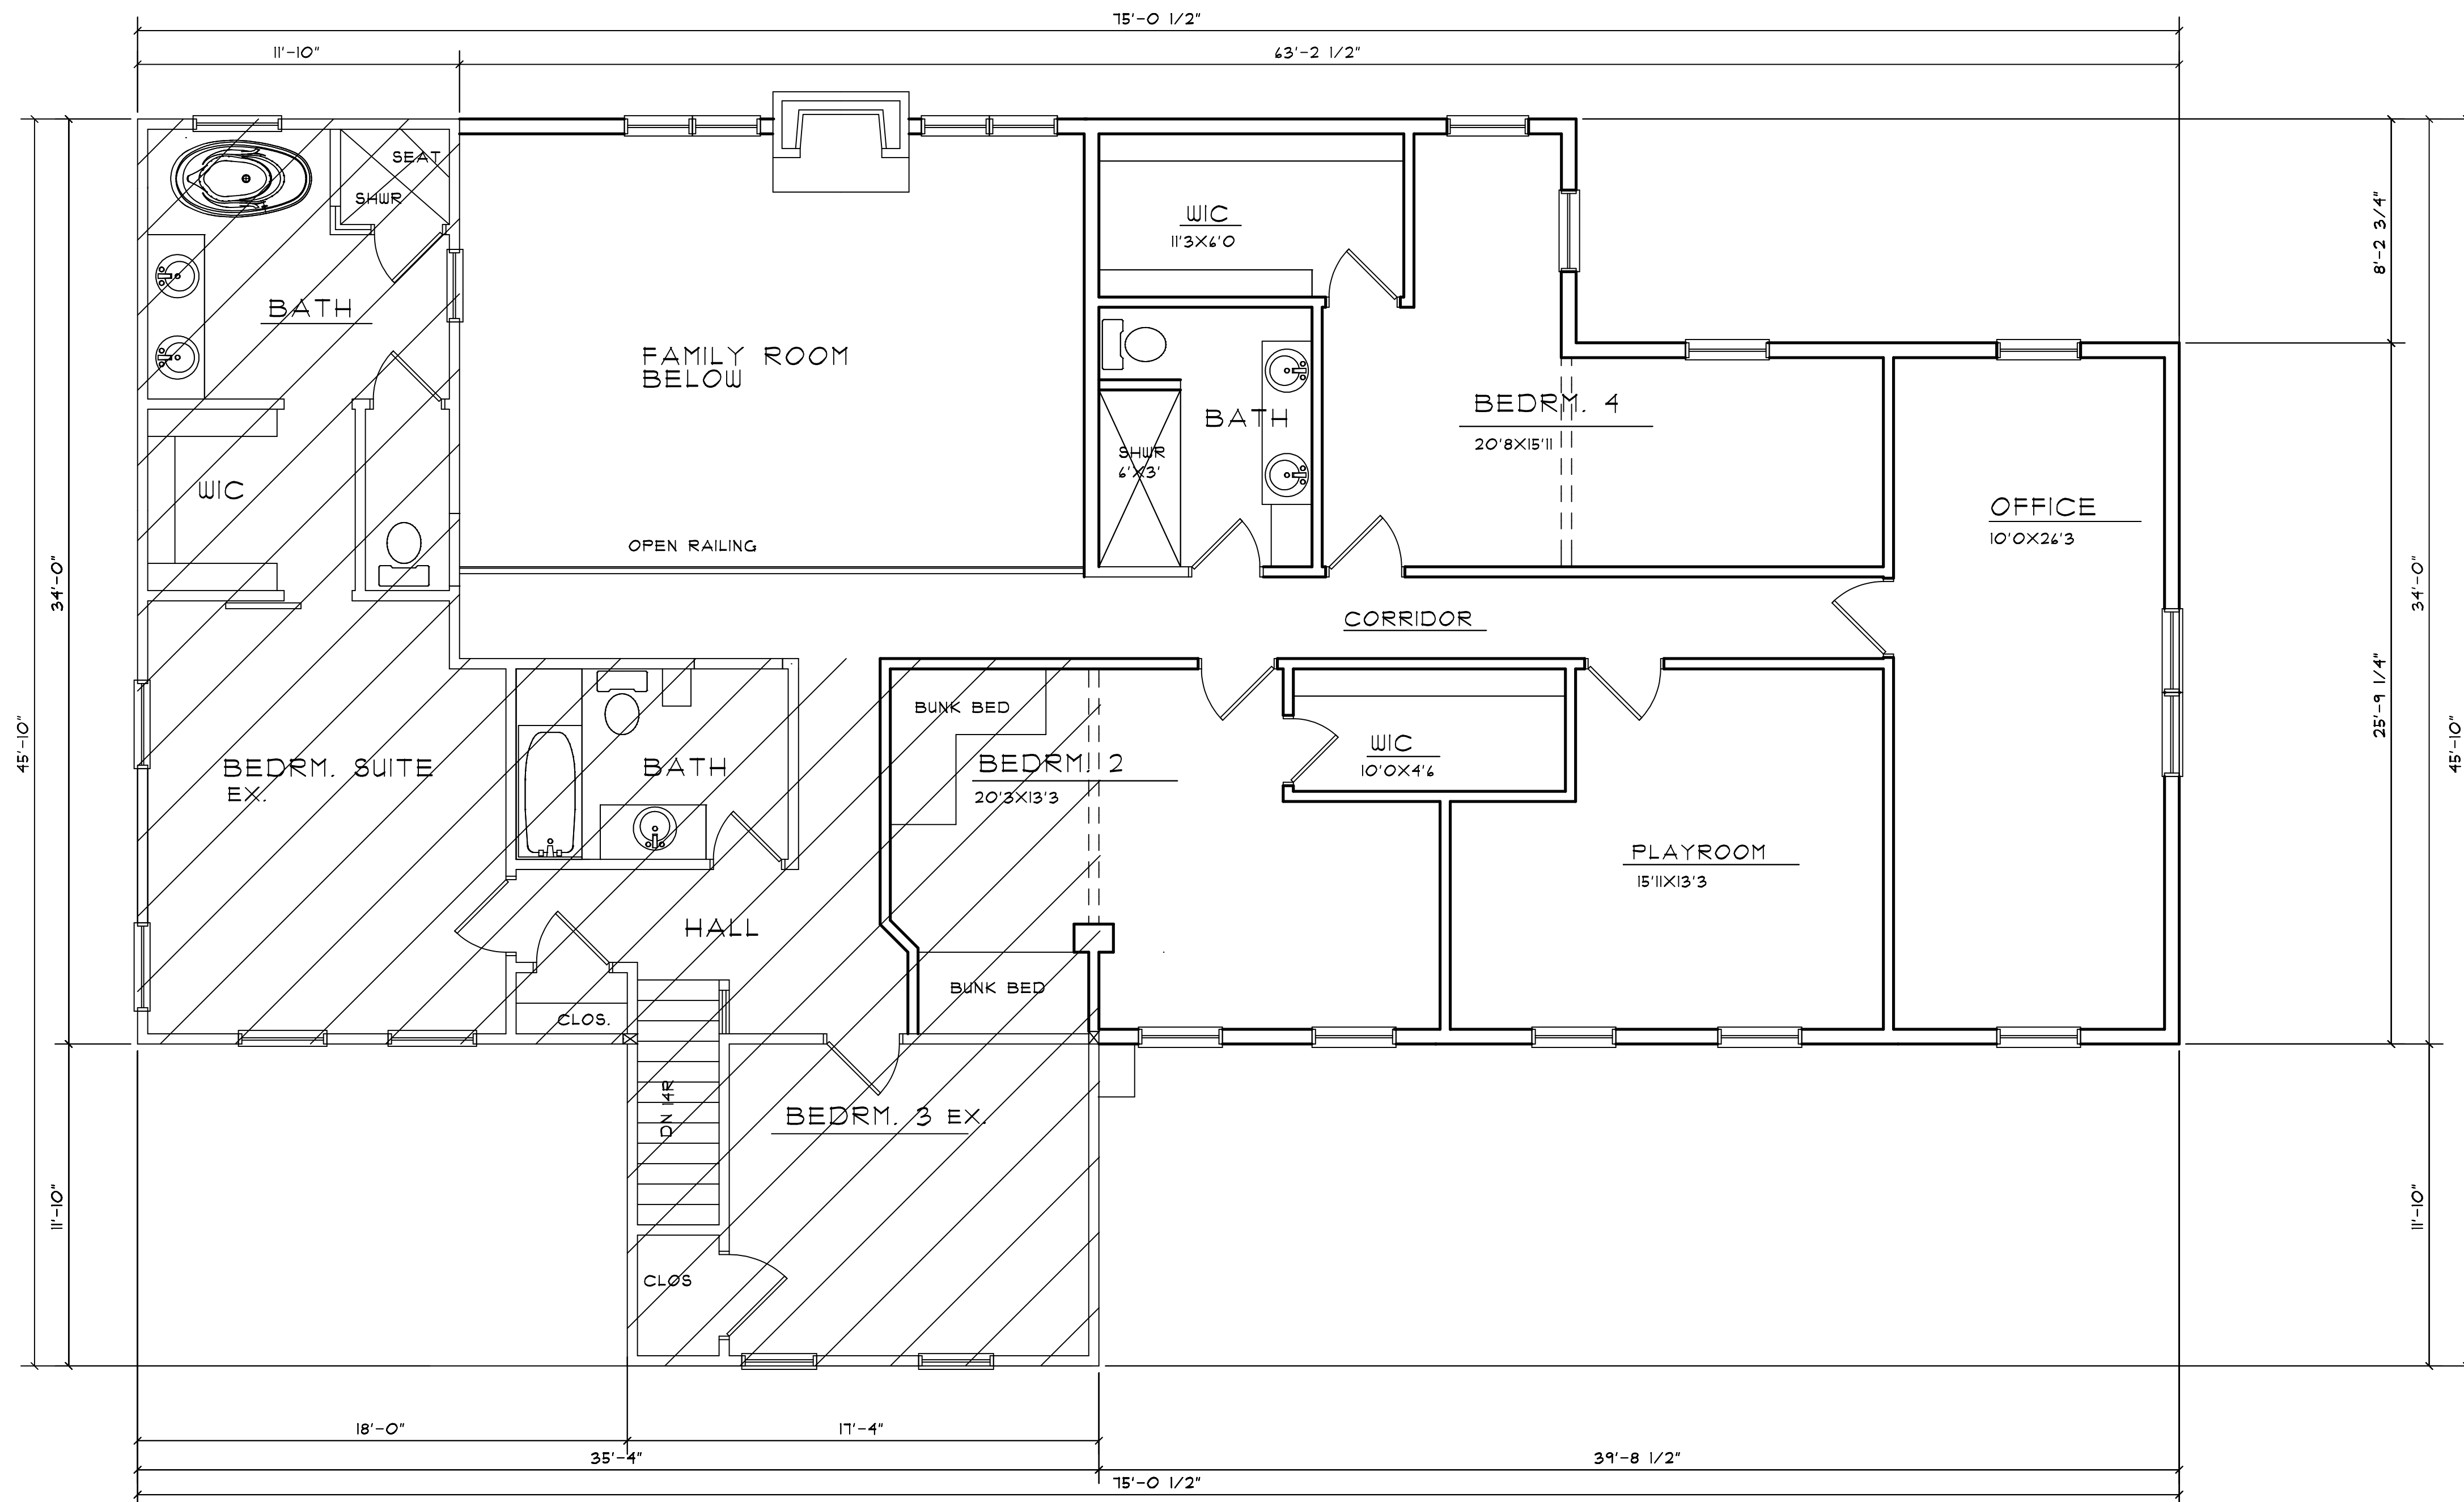 75'-0 1/2"
11'-10"
63'-2 1/2"
SEAT
SHWR
BATH
WIC
11'3X6'0
8'-2 3/4"
FAMILY ROOM
BELOW
BATH
SHWR
6'X3'
BEDRM. 4
20'8X15'11
WIC
OFFICE
10'0X26'3
OPEN RAILING
34'-0"
34'-0"
CORRIDOR
45'-10"
25'-9 1/4"
45'-10"
BUNK BED
BEDRM. SUITE
EX.
BATH
BEDRM. 2
20'3X13'3
WIC
10'0X4'6
PLAYROOM
15'11X13'3
HALL
BUNK BED
CLOS.
DN 14R
BEDRM. 3 EX.
11'-10"
11'-10"
CLOS
18'-0"
17'-4"
35'-4"
39'-8 1/2"
75'-0 1/2"